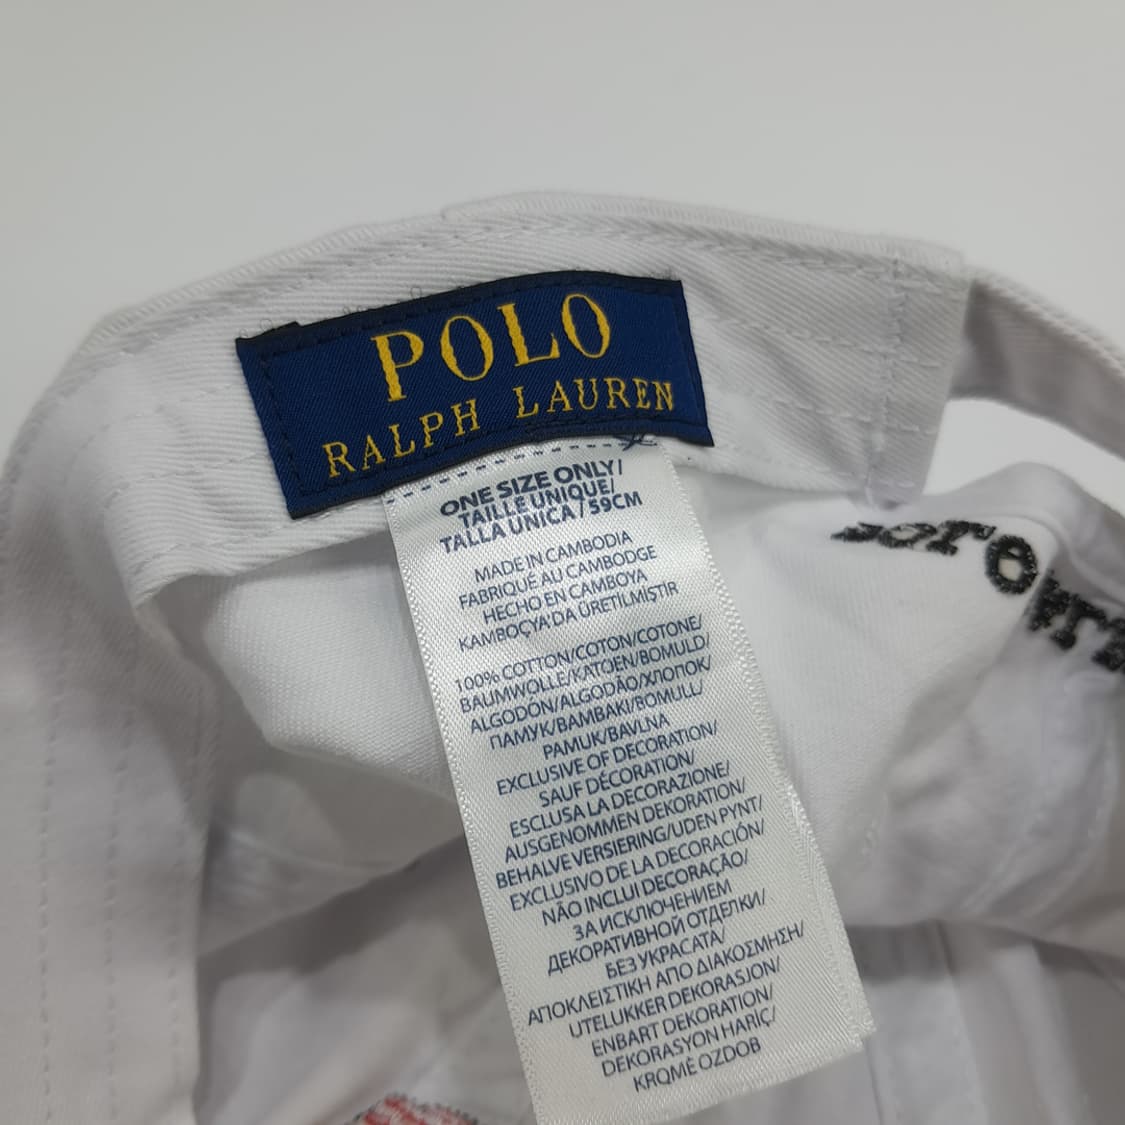 POLO
RALPH LAUREN
ONE SIZE ONLY/
TAILLE UNIQUE/
TALLA UNICA / 59CM
MADE IN CAMBODIA
FABRIQUÉ AU CAMBODGE
HECHO EN CAMBOYA
KAMBOÇYA'DA ÜRETİLMİŞTİR
100% COTTON/COTON/COTONE/
BAUMWOLLE/KATOEN/BOMULD/
ALGODÓN/ALGODÃO/ХЛОПОК/
ПАМУК/BAMBAKI/BOMULL/
PAMUK/BAVLNA
EXCLUSIVE OF DECORATION/
SAUF DÉCORATION/
ESCLUSA LA DECORAZIONE/
AUSGENOMMEN DEKORATION/
BEHALVE VERSIERING/UDEN PYNT/
EXCLUSIVO DE LA DECORACIÓN/
NÃO INCLUI DECORAÇÃO/
ЗА ИСКЛЮЧЕНИЕМ
ДЕКОРАТИВНОЙ ОТДЕЛКИ/
БЕЗ УКРАСАТА/
ΑΠΟΚΛΕΙΣΤΙΚΗ ΑΠΟ ΔΙΑΚΟΣΜΗΣΗ/
UTELUKKER DEKORASJON/
ENBART DEKORATION/
DEKORASYON HARİÇ/
KROMĚ OZDOB